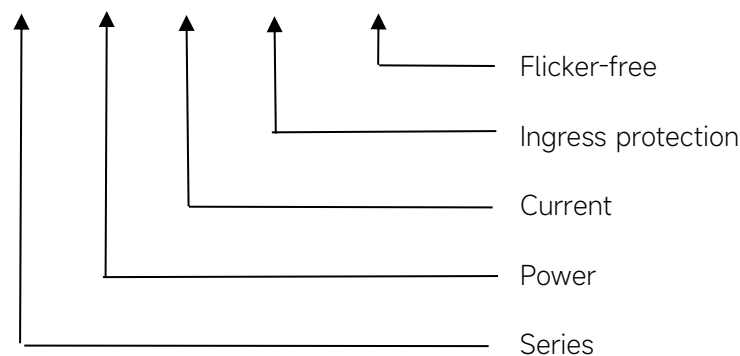 Flicker-free
Ingress protection
Current
Power
Series